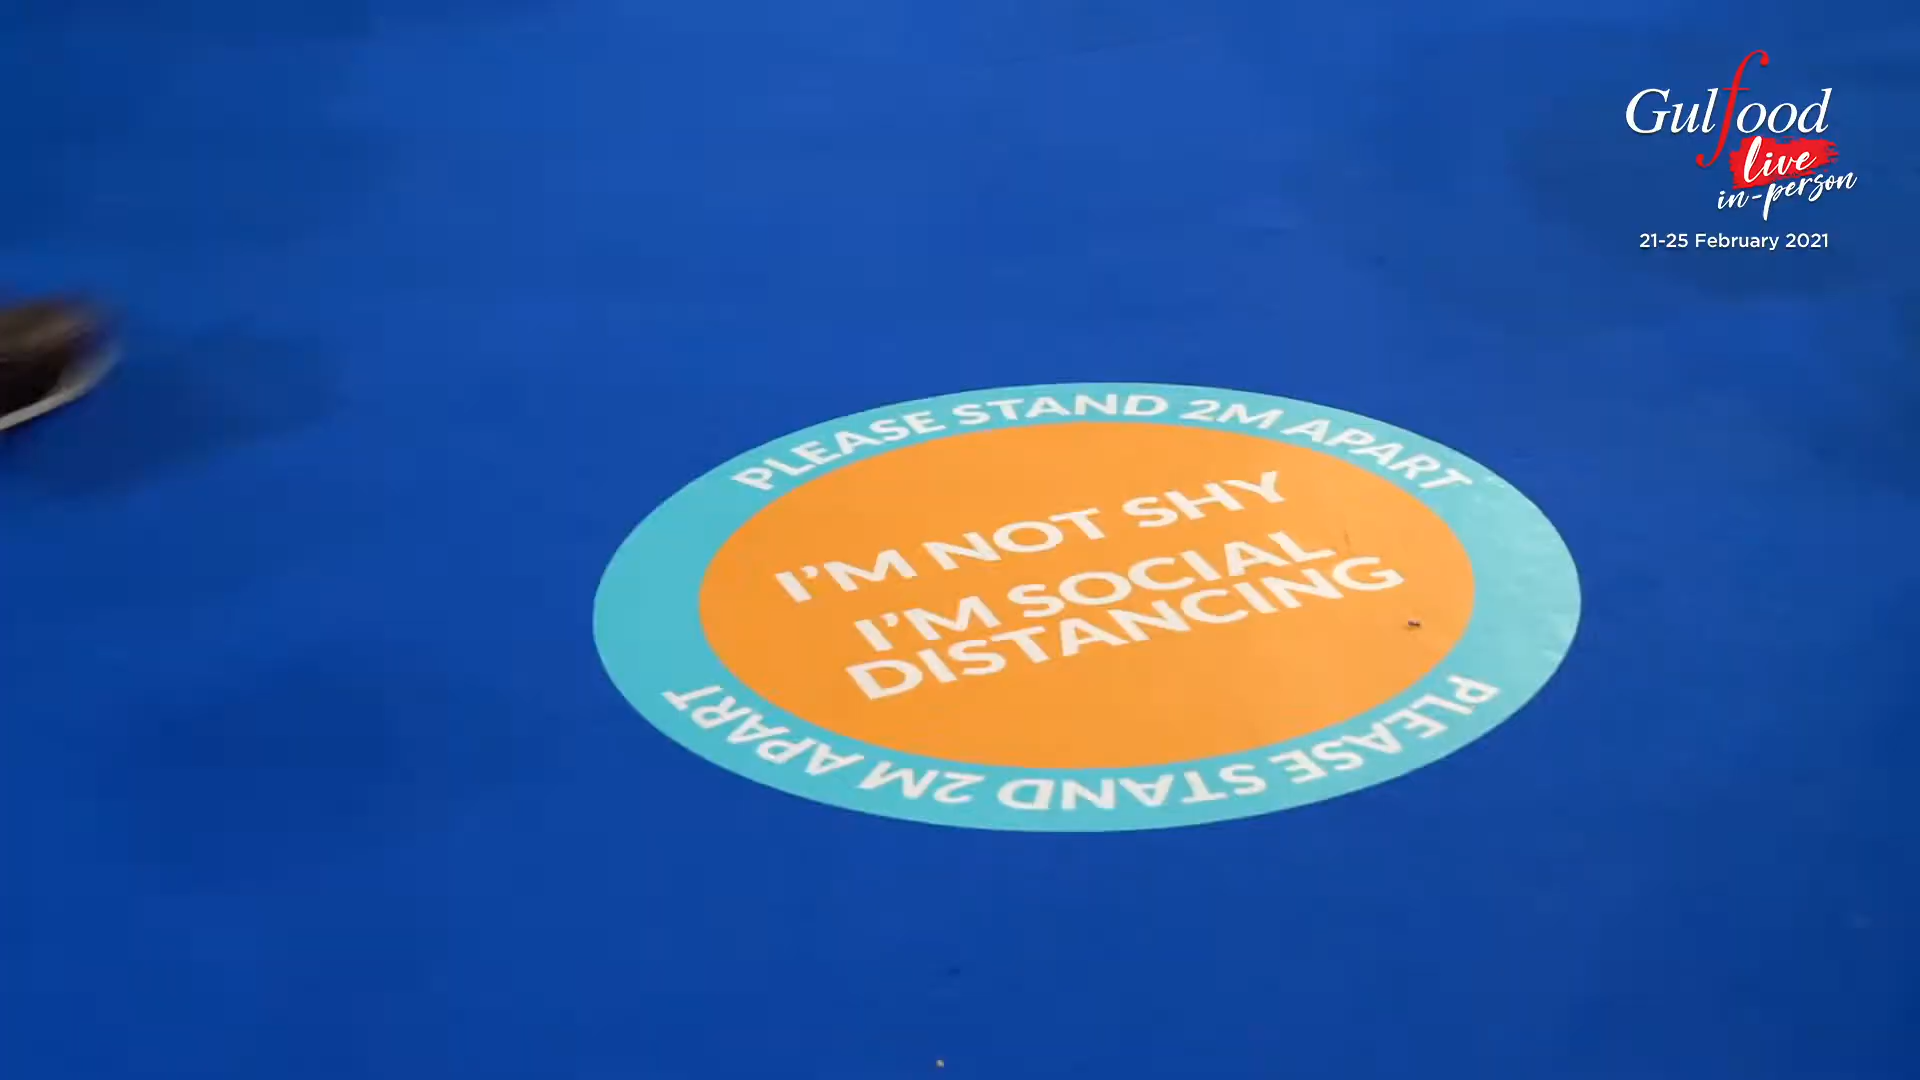 Gulfood
live
in-person
21-25 February 2021
PLEASE STAND 2M APART
I'M NOT SHY
I'M SOCIAL
DISTANCING
PLEASE STAND 2M APART